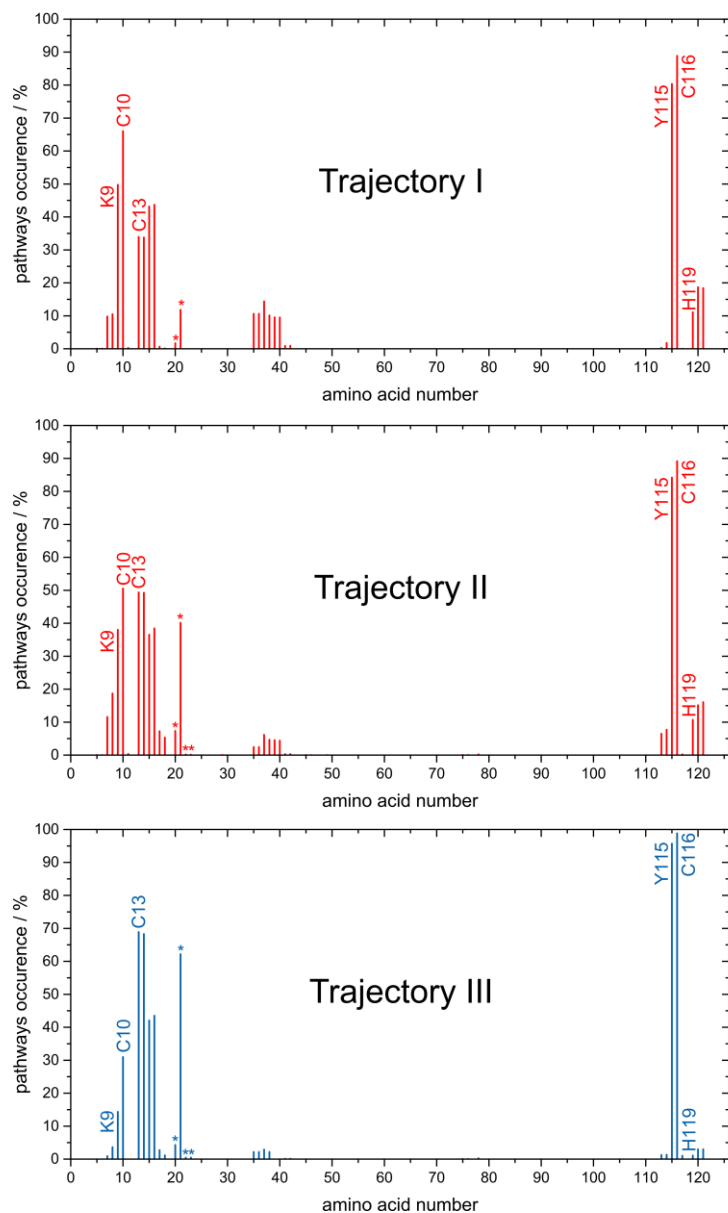 pathways occurence / %
100
90
80
70
60
50
40
30
20
10
0
K9
C10
C13
*
*
Trajectory I
Y115
C116
H119
0 10 20 30 40 50 60 70 80 90 100 110 120
amino acid number
pathways occurence / %
100
90
80
70
60
50
40
30
20
10
0
K9
C10
C13
*
*
**
Trajectory II
Y115
C116
H119
0 10 20 30 40 50 60 70 80 90 100 110 120
amino acid number
pathways occurence / %
100
90
80
70
60
50
40
30
20
10
0
K9
C10
C13
*
*
**
Trajectory III
Y115
C116
H119
0 10 20 30 40 50 60 70 80 90 100 110 120
amino acid number